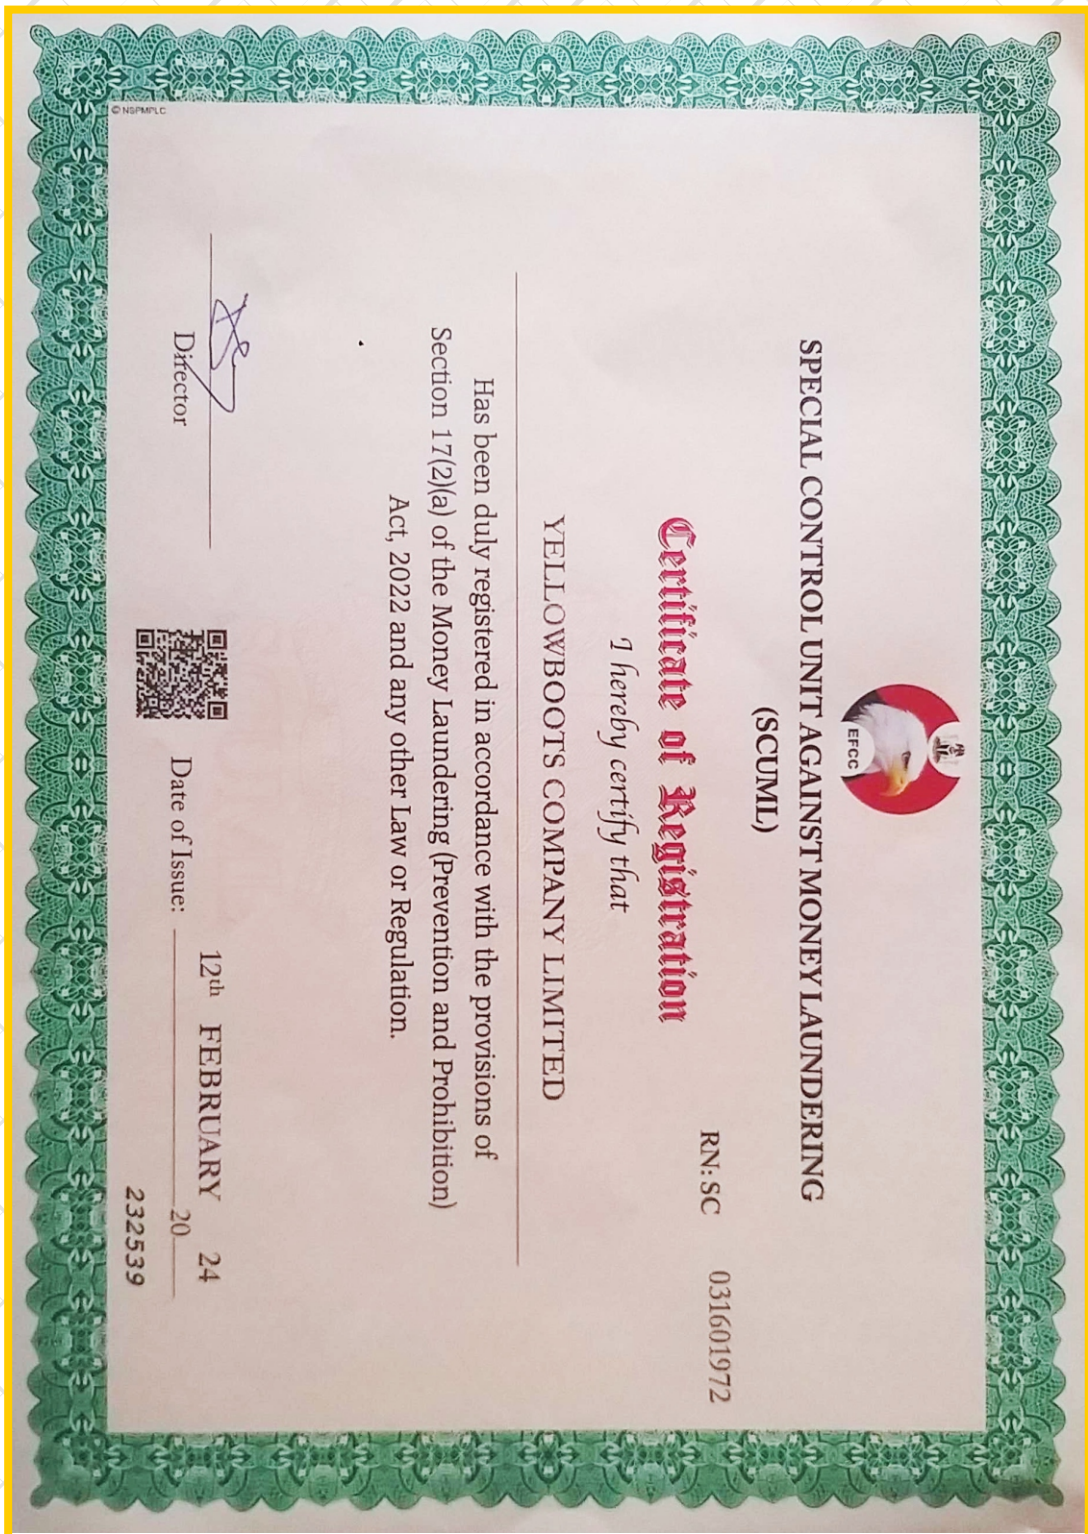 © NSPMPLC
EFCC
SPECIAL CONTROL UNIT AGAINST MONEY LAUNDERING
(SCUML)
RN: SC 031601972
Certificate of Registration
I hereby certify that
YELLOWBOOTS COMPANY LIMITED
Has been duly registered in accordance with the provisions of
Section 17(2)(a) of the Money Laundering (Prevention and Prohibition)
Act, 2022 and any other Law or Regulation.
Director
Date of Issue: 12th FEBRUARY 20 24
232539